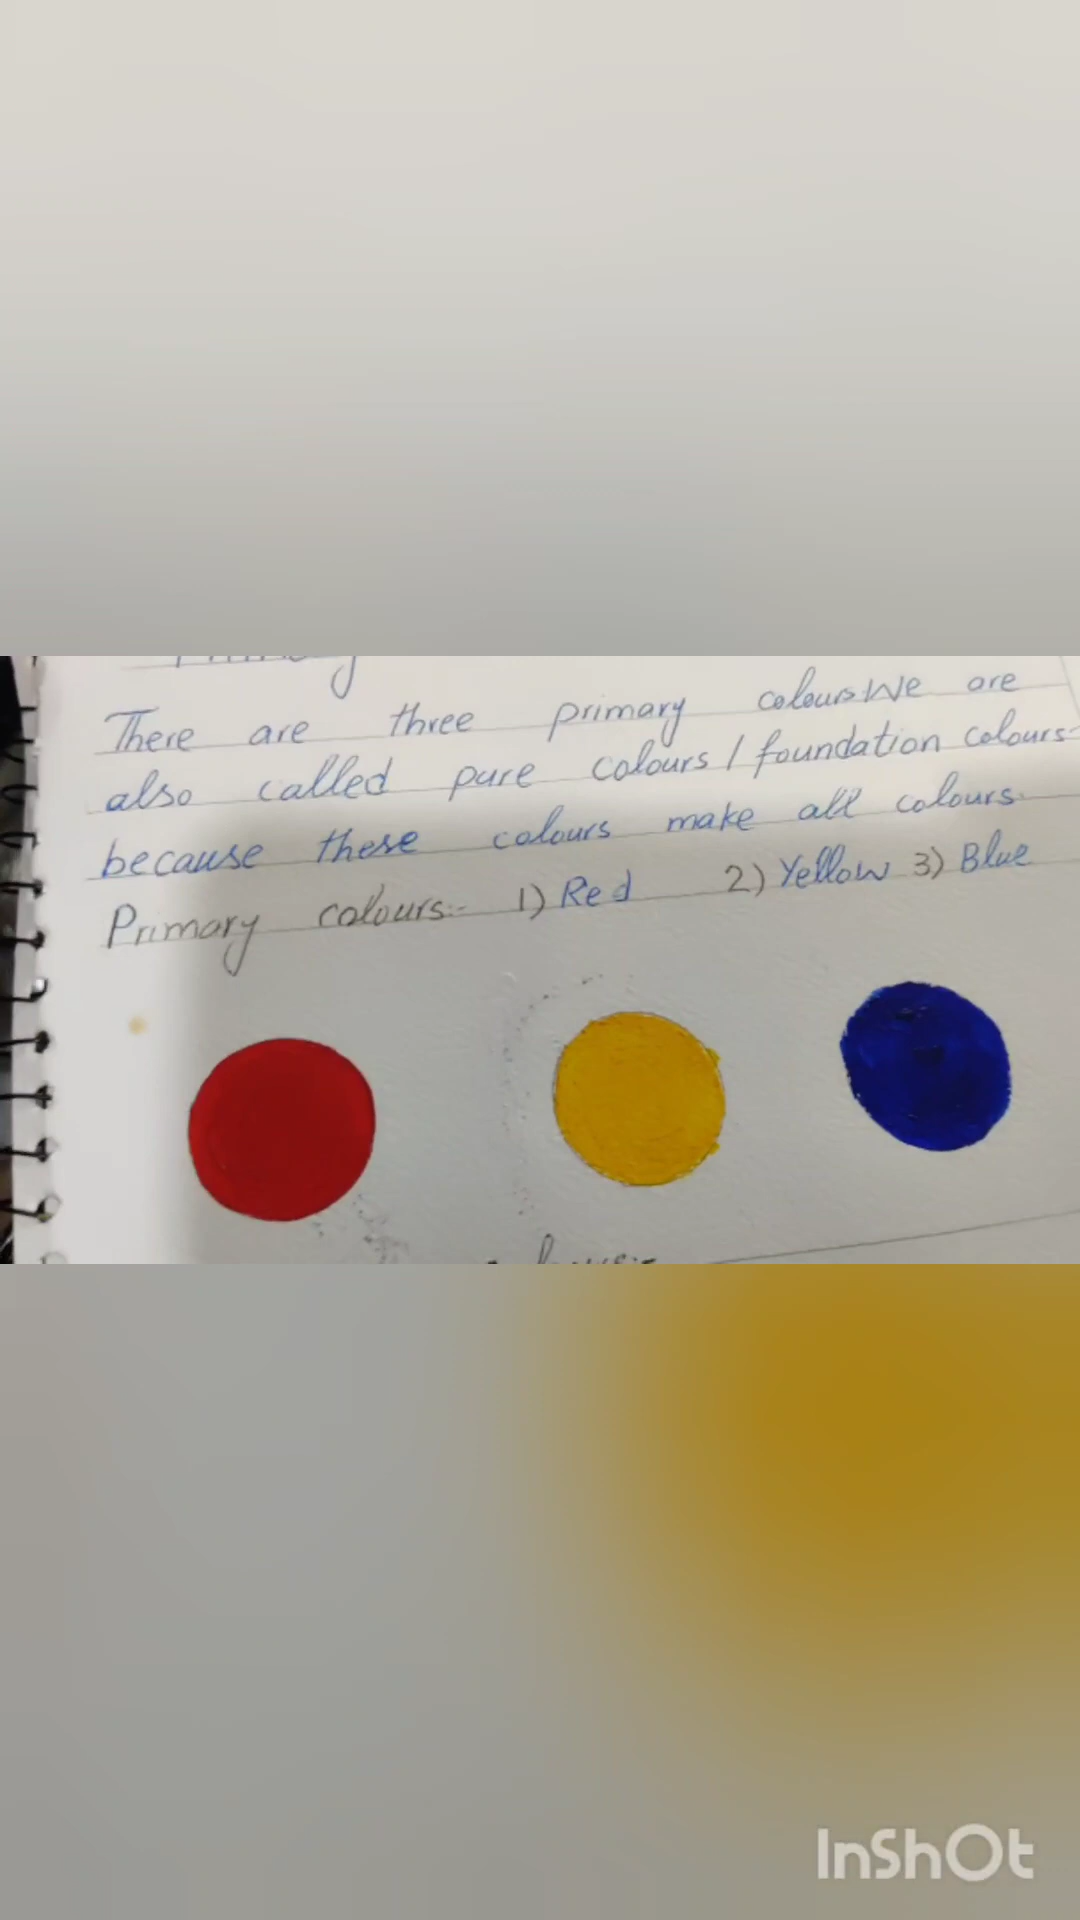 There are three primary colours We are
also called pure colours / foundation colours
because these colours make all colours.
Primary colours:- 1) Red 2) Yellow 3) Blue
InShOt